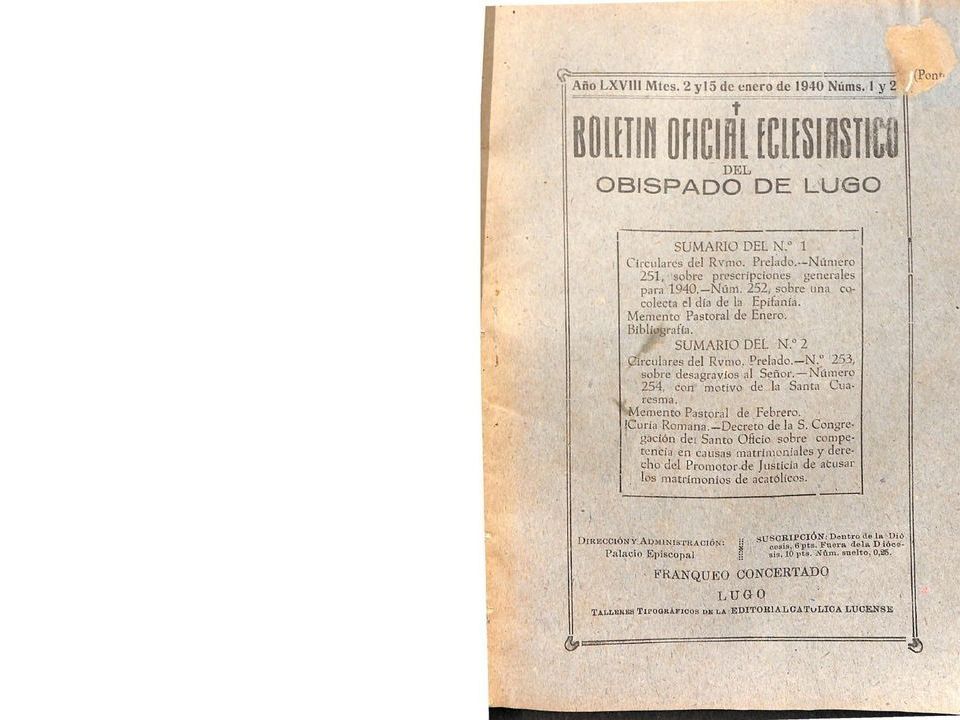 (Pont
Año LXVIII Mtes. 2 y15 de enero de 1940 Núms. 1 y 2
BOLETIN OFICIAL ECLESIASTICO
DEL
OBISPADO DE LUGO
SUMARIO DEL N.º 1
Circulares del Rvmo. Prelado.--Número
251, sobre prescripciones generales
para 1940.—Núm. 252, sobre una co-
colecta el día de la Epifanía.
Memento Pastoral de Enero.
Bibliografía.
SUMARIO DEL N.º 2
Circulares del Rvmo. Prelado.—N.º 253,
sobre desagravios al Señor.—Número
254, con motivo de la Santa Cua-
resma.
Memento Pastoral de Febrero.
Curia Romana.—Decreto de la S. Congre-
gación del Santo Oficio sobre compe-
tencia en causas matrimoniales y dere-
cho del Promotor de Justicia de acusar
los matrimonios de acatólicos.
DIRECCIÓN Y ADMINISTRACIÓN:
Palacio Episcopal
SUSCRIPCIÓN: Dentro de la Dió
cesis, 6 pts. Fuera dela Dióce-
sis, 10 pts. Núm. suelto, 0,25.
FRANQUEO CONCERTADO
LUGO
TALLERES TIPOGRÁFICOS DE LA EDITORIAL CATOLICA LUCENSE